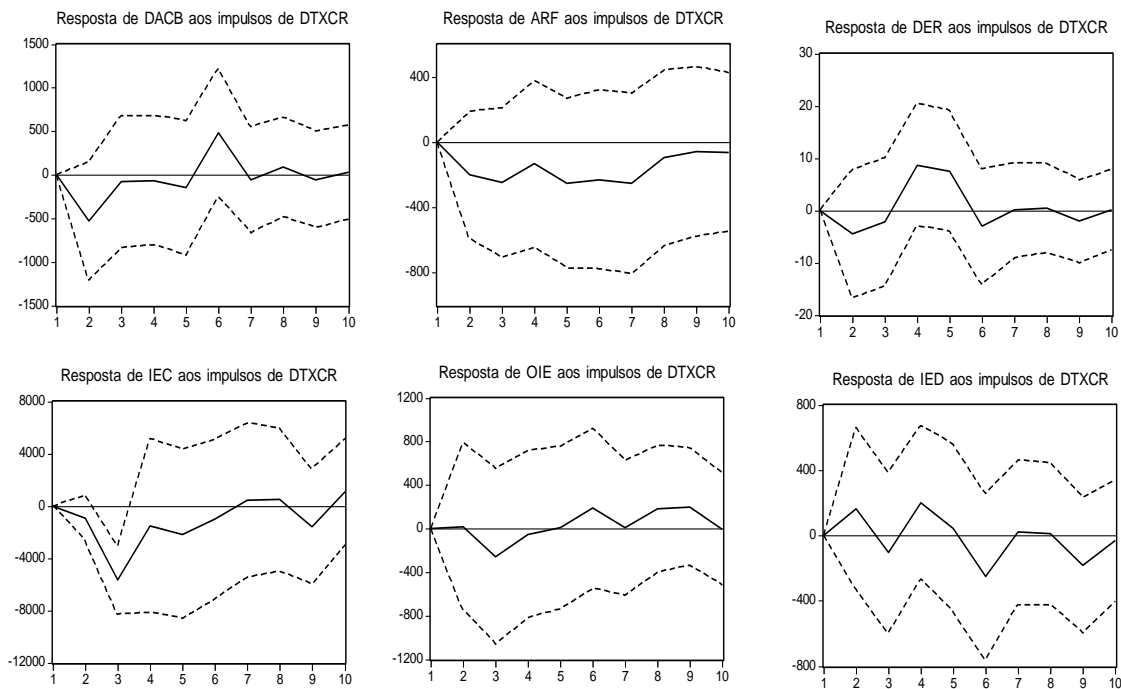 Resposta de DACB aos impulsos de DTXCR
1500
1000
500
0
-500
-1000
-1500
1 2 3 4 5 6 7 8 9 10
Resposta de ARF aos impulsos de DTXCR
400
0
-400
-800
1 2 3 4 5 6 7 8 9 10
Resposta de DER aos impulsos de DTXCR
30
20
10
0
-10
-20
1 2 3 4 5 6 7 8 9 10
Resposta de IEC aos impulsos de DTXCR
8000
4000
0
-4000
-8000
-12000
1 2 3 4 5 6 7 8 9 10
Resposta de OIE aos impulsos de DTXCR
1200
800
400
0
-400
-800
-1200
1 2 3 4 5 6 7 8 9 10
Resposta de IED aos impulsos de DTXCR
800
400
0
-400
-800
1 2 3 4 5 6 7 8 9 10